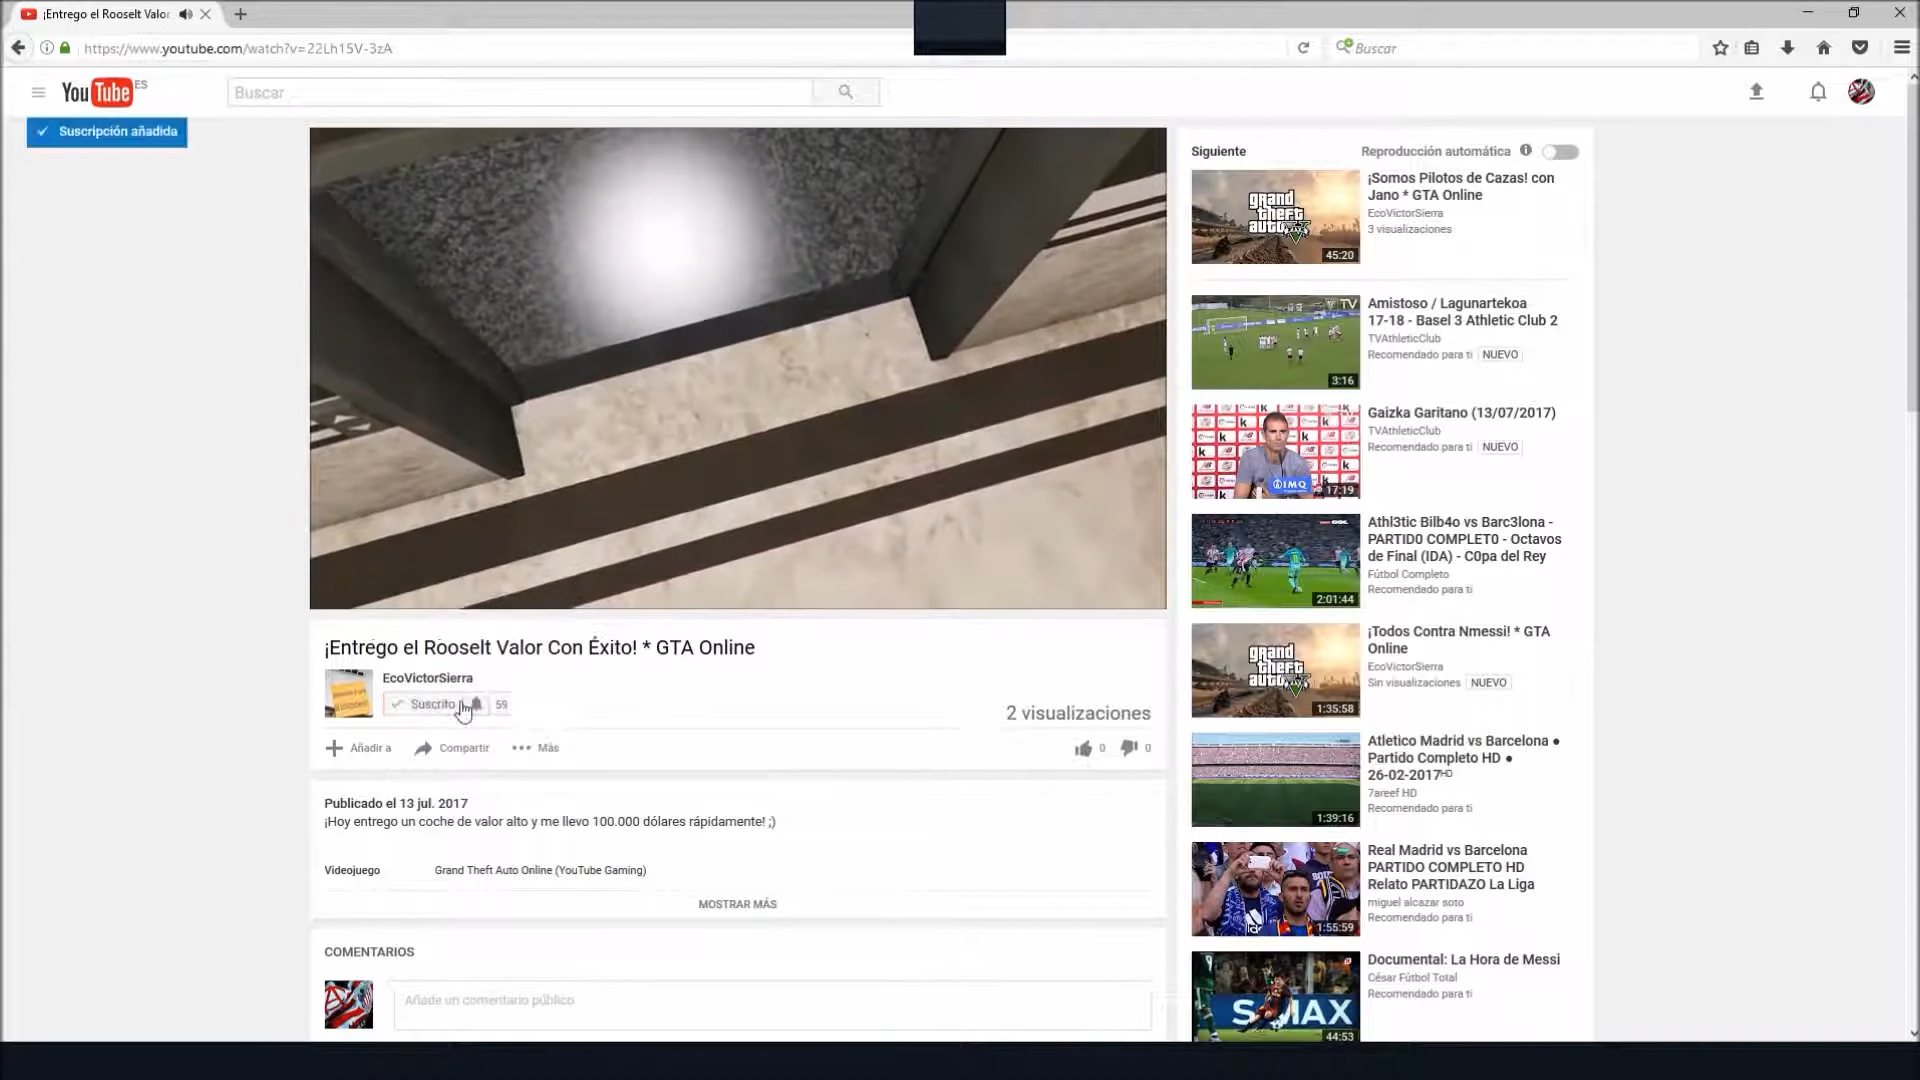 ¡Entrego el Rooselt Valor
https://www.youtube.com/watch?v=22Lh15V-3zA
Buscar
YouTube ES
Buscar
Suscripción añadida
Siguiente
Reproducción automática
¡Somos Pilotos de Cazas! con
Jano * GTA Online
EcoVictorSierra
3 visualizaciones
grand
theft
auto
V
45:20
Amistoso / Lagunartekoa
17-18 - Basel 3 Athletic Club 2
TVAthleticClub
Recomendado para ti NUEVO
TV
3:16
Gaizka Garitano (13/07/2017)
TVAthleticClub
Recomendado para ti NUEVO
IMQ
17:19
Athl3tic Bilb4o vs Barc3lona -
PARTID0 COMPLET0 - Octavos
de Final (IDA) - C0pa del Rey
Fútbol Completo
Recomendado para ti
2:01:44
¡Todos Contra Nmessi! * GTA
Online
EcoVictorSierra
Sin visualizaciones NUEVO
grand
theft
auto
V
1:35:58
Atletico Madrid vs Barcelona ●
Partido Completo HD ●
26-02-2017ᴴᴰ
7areef HD
Recomendado para ti
1:39:16
Real Madrid vs Barcelona
PARTIDO COMPLETO HD
Relato PARTIDAZO La Liga
miguel alcazar soto
Recomendado para ti
1:55:59
Documental: La Hora de Messi
César Fútbol Total
Recomendado para ti
44:53
¡Entrego el Rooselt Valor Con Éxito! * GTA Online
EcoVictorSierra
Suscrito 59
2 visualizaciones
Añadir a Compartir Más 0 0
Publicado el 13 jul. 2017
¡Hoy entrego un coche de valor alto y me llevo 100.000 dólares rápidamente! ;)
Videojuego Grand Theft Auto Online (YouTube Gaming)
MOSTRAR MÁS
COMENTARIOS
Añade un comentario público